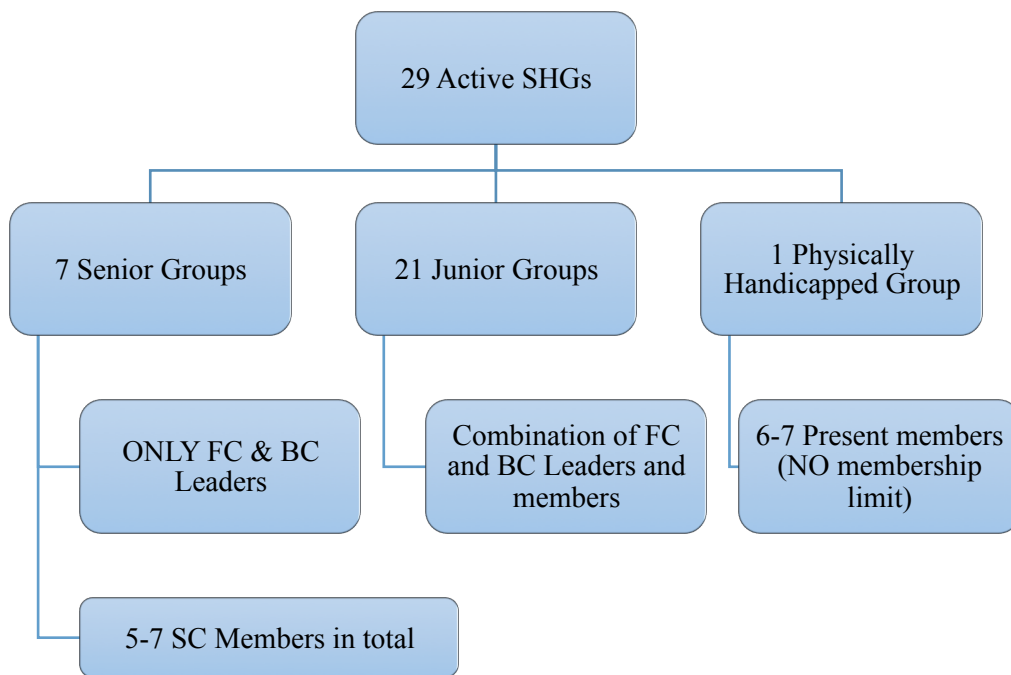 29 Active SHGs
7 Senior Groups
21 Junior Groups
1 Physically
Handicapped Group
ONLY FC & BC
Leaders
Combination of FC
and BC Leaders and
members
6-7 Present members
(NO membership
limit)
5-7 SC Members in total